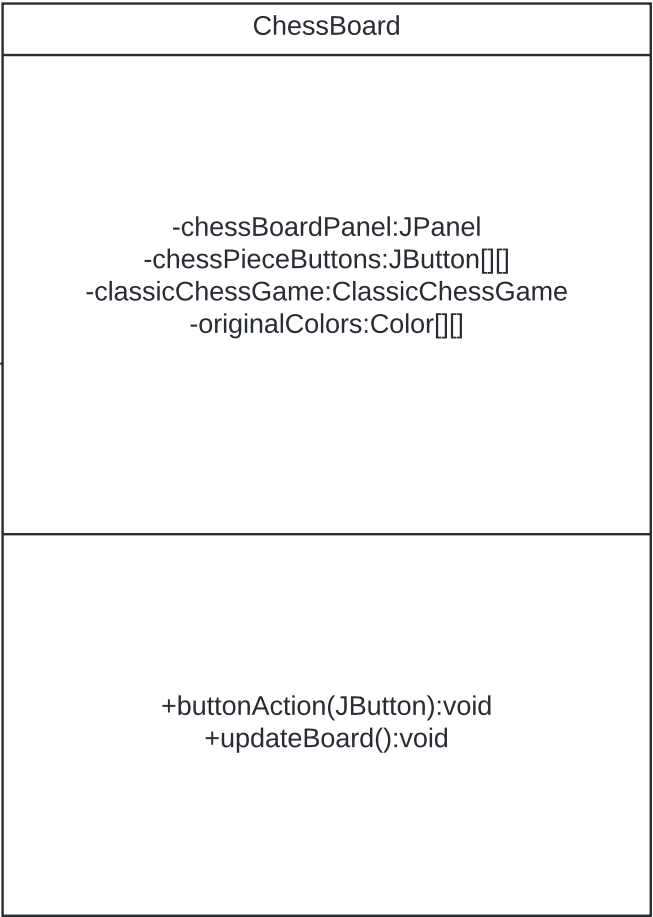 ChessBoard
-chessBoardPanel:JPanel
-chessPieceButtons:JButton[][]
-classicChessGame:ClassicChessGame
-originalColors:Color[][]
+buttonAction(JButton):void
+updateBoard():void